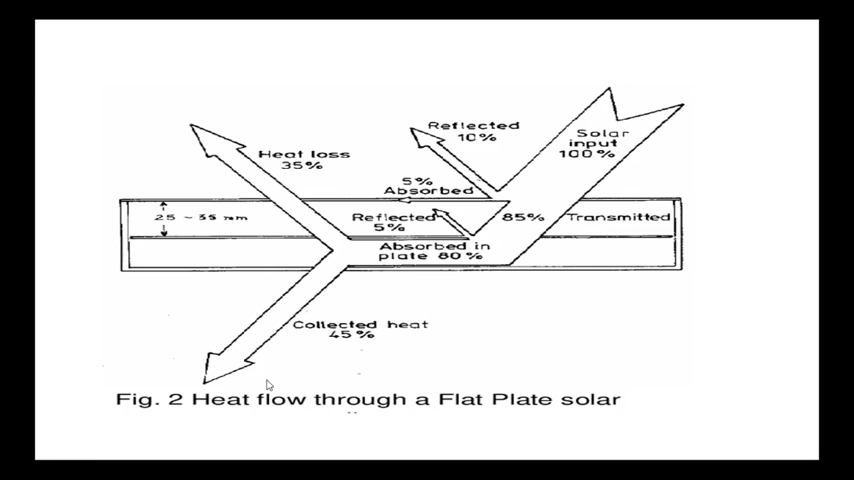 Reflected
10%
Solar
input
100%
Heat loss
35%
5%
Absorbed
25 ~ 35 mm
Reflected
5%
85% Transmitted
Absorbed in
plate 80%
Collected heat
45%
Fig. 2 Heat flow through a Flat Plate solar